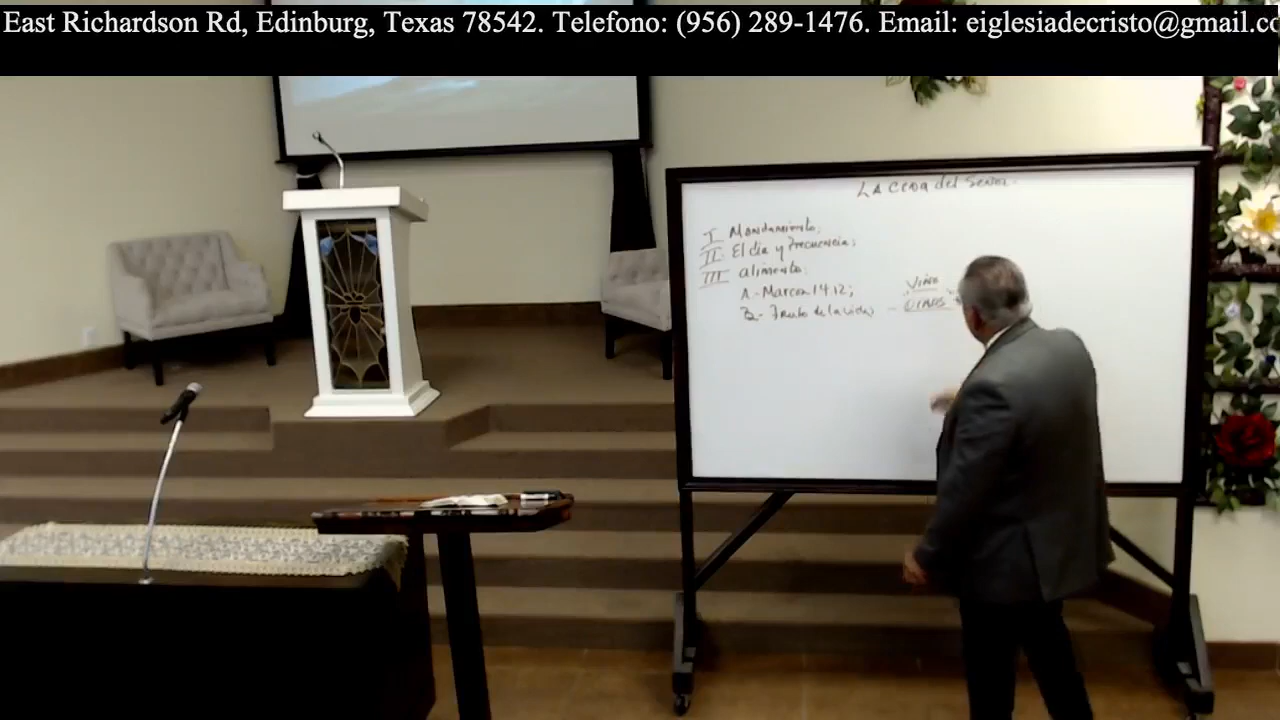 East Richardson Rd, Edinburg, Texas 78542. Telefono: (956) 289-1476. Email: eiglesiadecristo@gmail.co
LA Cena del Señor.
I Mandamiento;
II. El dia y Frecuencia;
III alimento.
A.- Marcos 14:12;
B.- Fruto de la vid
Vino